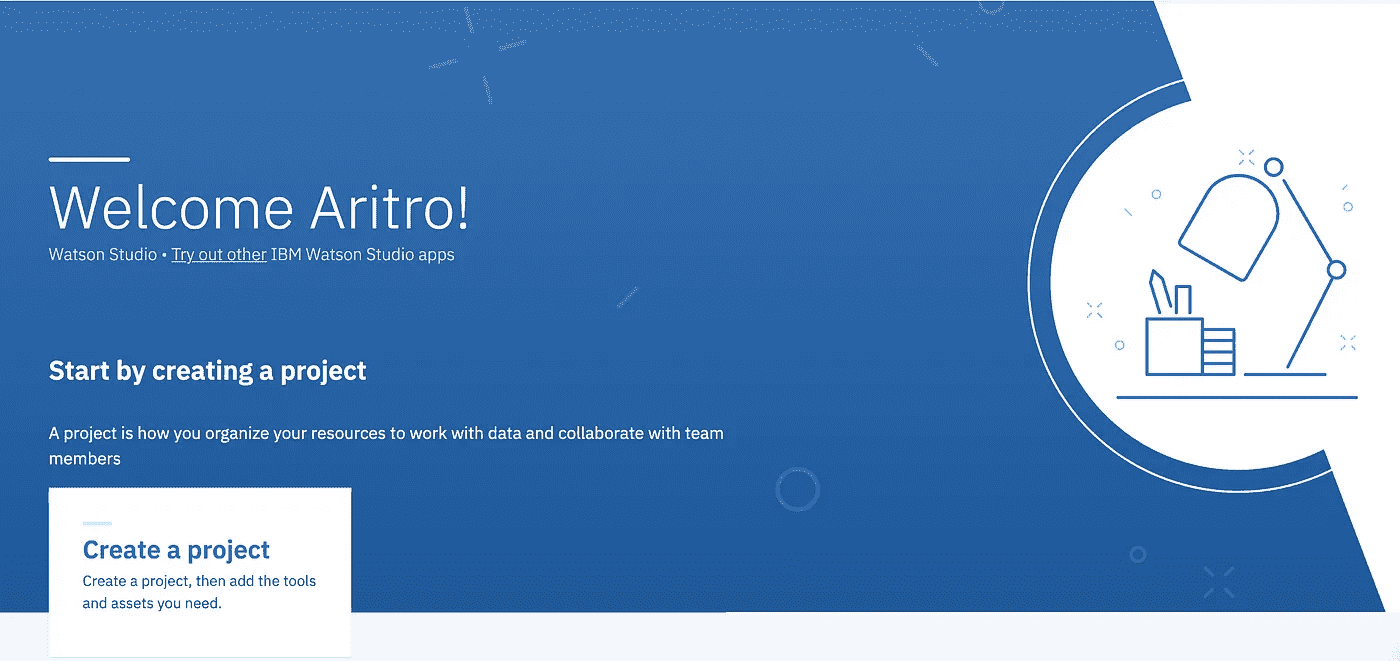 Welcome Aritro!
Watson Studio • Try out other IBM Watson Studio apps
Start by creating a project
A project is how you organize your resources to work with data and collaborate with team
members
Create a project
Create a project, then add the tools
and assets you need.